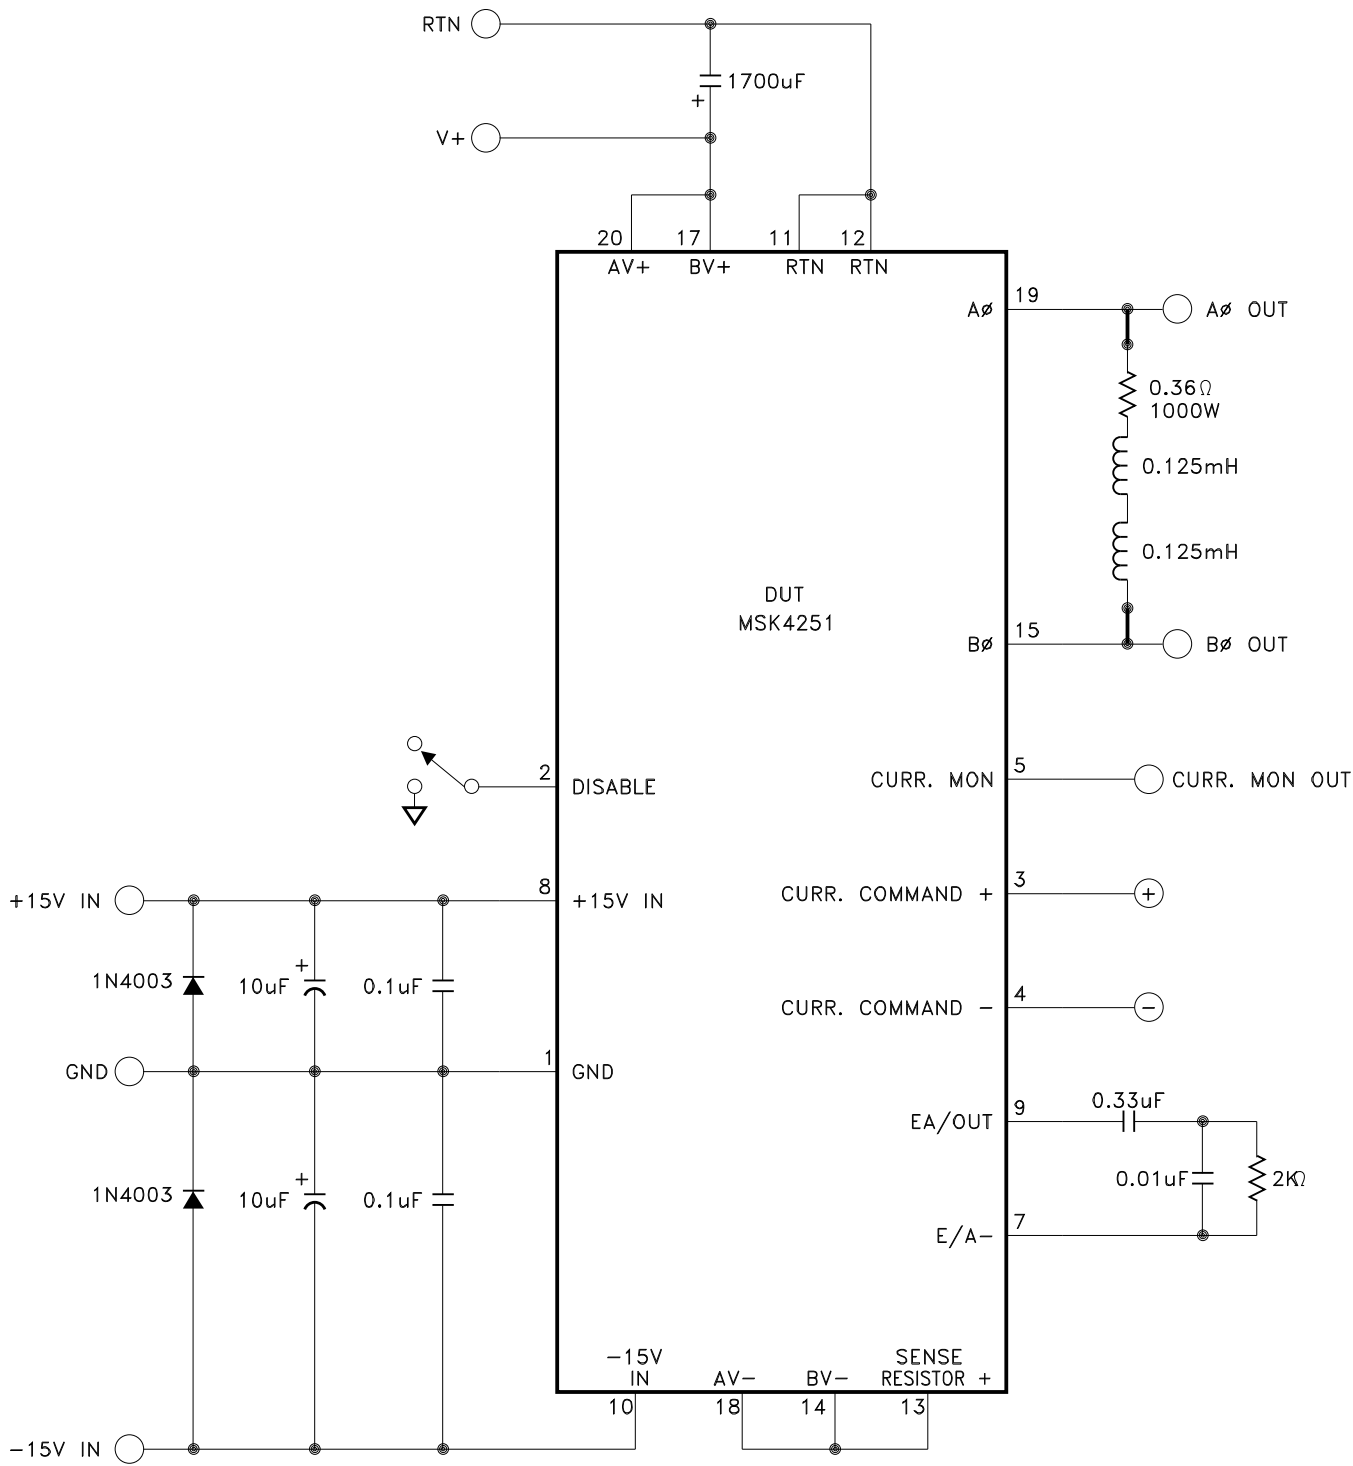 RTN
1700uF
+
V+
20 17 11 12
AV+ BV+ RTN RTN
19
AØ
AØ OUT
0.36Ω
1000W
0.125mH
0.125mH
DUT
MSK4251
15
BØ
BØ OUT
2
DISABLE
5
CURR. MON
CURR. MON OUT
8
+15V IN
+15V IN
3
CURR. COMMAND +
+
+
1N4003
10uF
0.1uF
4
CURR. COMMAND -
-
1
GND
GND
0.33uF
9
EA/OUT
+
1N4003
10uF
0.1uF
0.01uF
2KΩ
7
E/A-
-15V
IN
AV-
BV-
SENSE
RESISTOR +
10 18 14 13
-15V IN